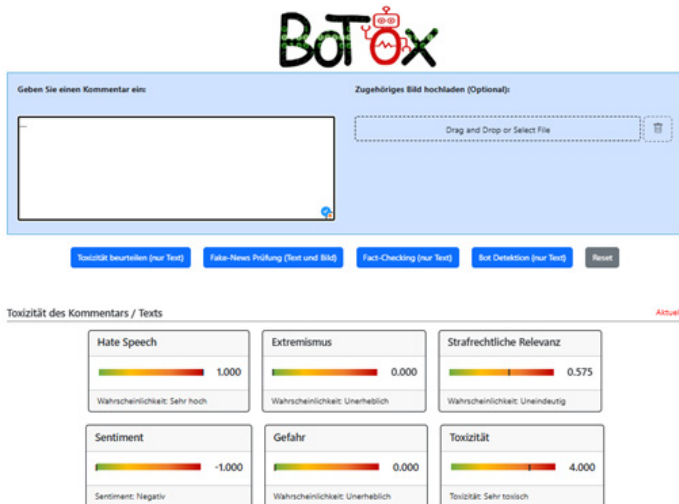 BoTox
Geben Sie einen Kommentar ein:
Zugehöriges Bild hochladen (Optional):
Drag and Drop or Select File
Toxizität beurteilen (nur Text)
Fake-News Prüfung (Text und Bild)
Fact-Checking (nur Text)
Bot Detektion (nur Text)
Reset
Toxizität des Kommentars / Texts
Aktuel
Hate Speech
1.000
Wahrscheinlichkeit: Sehr hoch
Extremismus
0.000
Wahrscheinlichkeit: Unerheblich
Strafrechtliche Relevanz
0.575
Wahrscheinlichkeit: Uneindeutig
Sentiment
-1.000
Sentiment: Negativ
Gefahr
0.000
Wahrscheinlichkeit: Unerheblich
Toxizität
4.000
Toxizität: Sehr toxisch